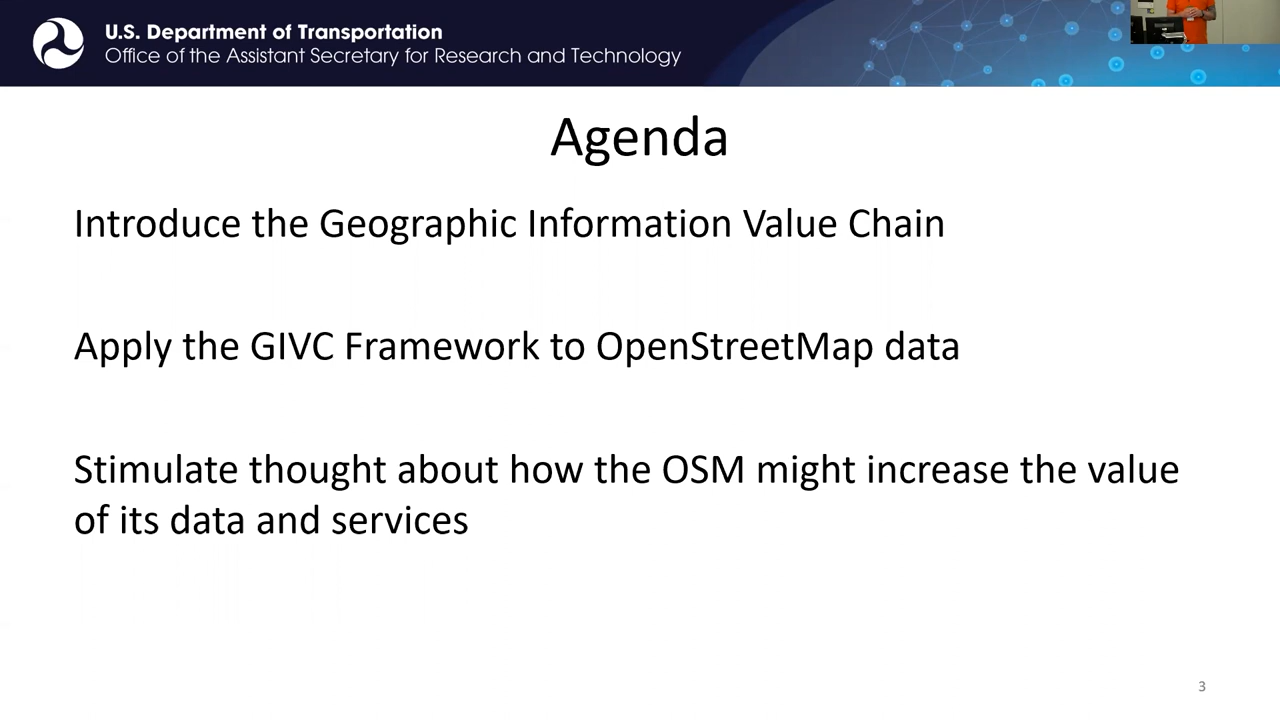 U.S. Department of Transportation
Office of the Assistant Secretary for Research and Technology
Agenda
Introduce the Geographic Information Value Chain
Apply the GIVC Framework to OpenStreetMap data
Stimulate thought about how the OSM might increase the value
of its data and services
3